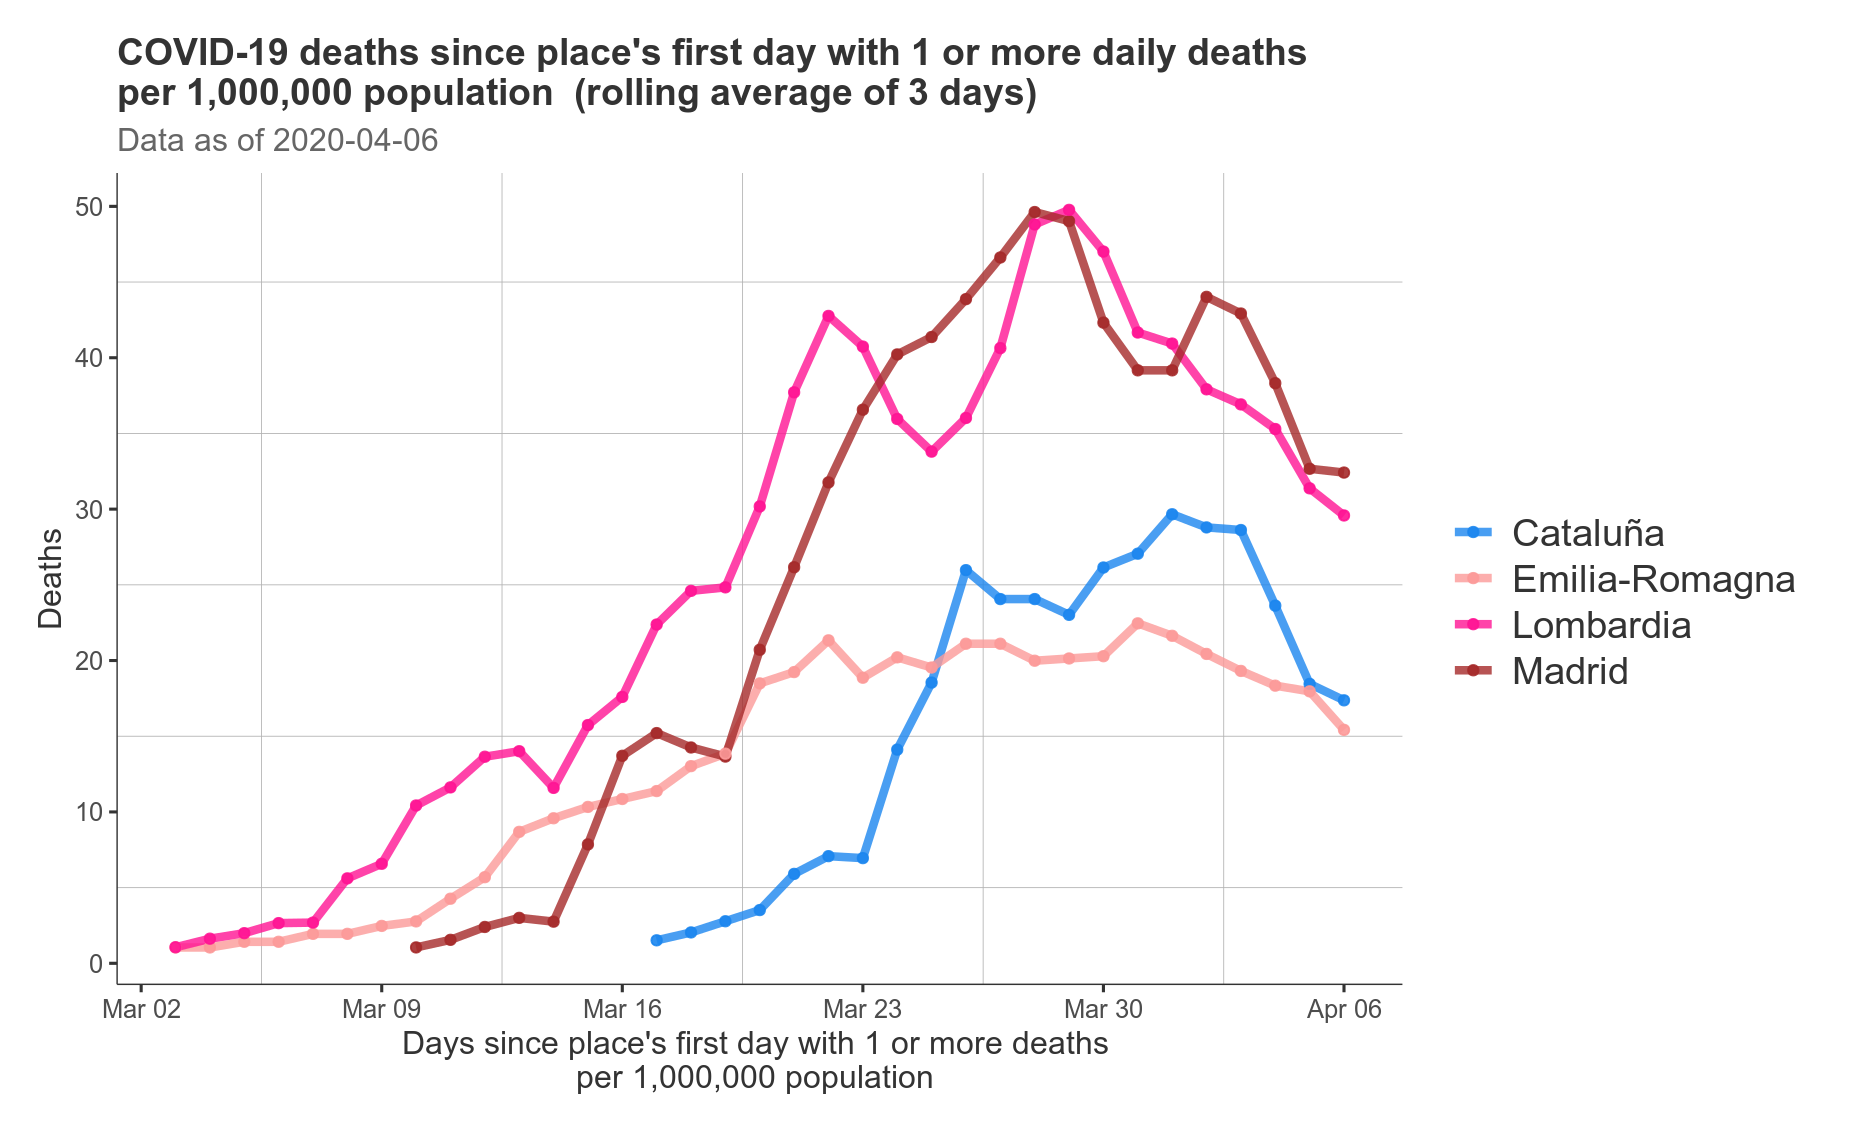 COVID-19 deaths since place's first day with 1 or more daily deaths
per 1,000,000 population  (rolling average of 3 days)
Data as of 2020-04-06
50
40
30
20
10
0
Deaths
Mar 02
Mar 09
Mar 16
Mar 23
Mar 30
Apr 06
Days since place's first day with 1 or more deaths
per 1,000,000 population
Cataluña
Emilia-Romagna
Lombardia
Madrid